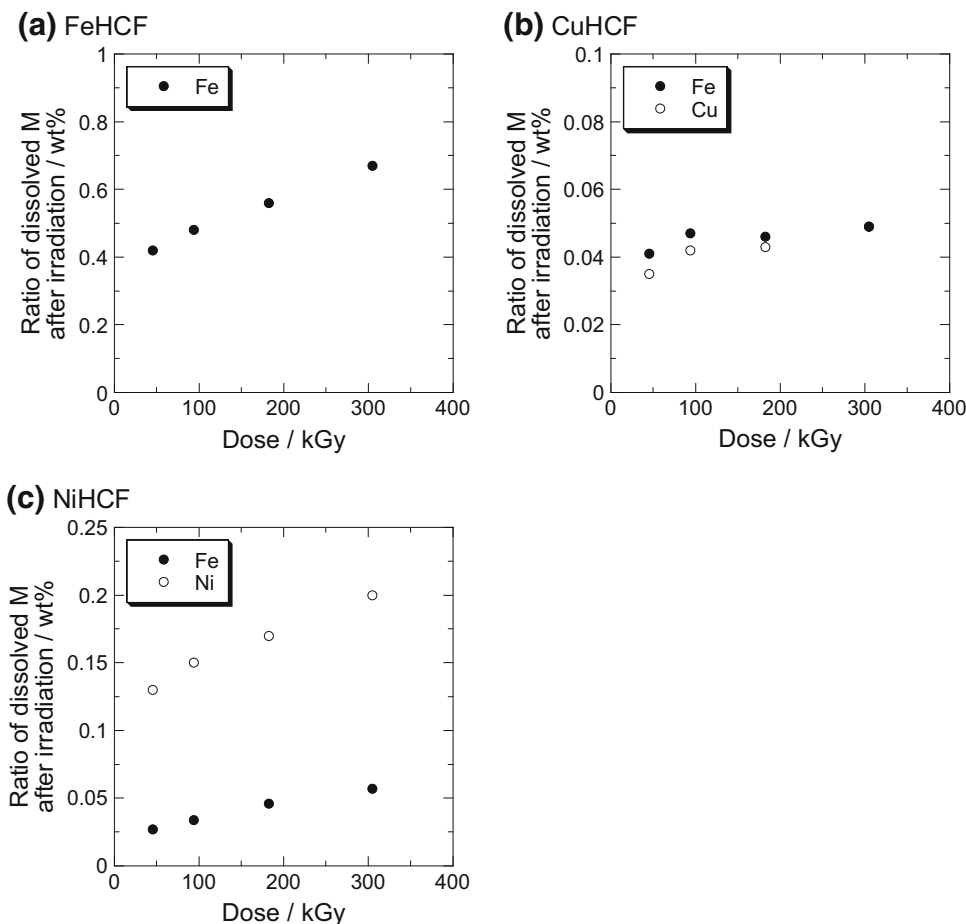 (a) FeHCF
Ratio of dissolved M
after irradiation / wt%
1
0.8
0.6
0.4
0.2
0
Fe
0 100 200 300 400
Dose / kGy
(b) CuHCF
Ratio of dissolved M
after irradiation / wt%
0.1
0.08
0.06
0.04
0.02
0
Fe
Cu
0 100 200 300 400
Dose / kGy
(c) NiHCF
Ratio of dissolved M
after irradiation / wt%
0.25
0.2
0.15
0.1
0.05
0
Fe
Ni
0 100 200 300 400
Dose / kGy